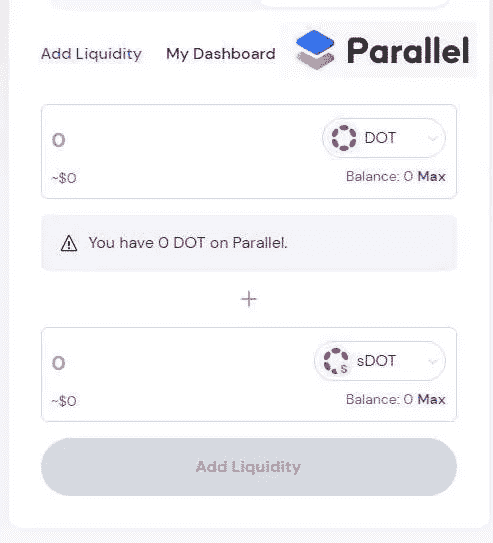 Add Liquidity My Dashboard Parallel
0 DOT
~$0 Balance: 0 Max
You have 0 DOT on Parallel.
+
0 sDOT
~$0 Balance: 0 Max
Add Liquidity